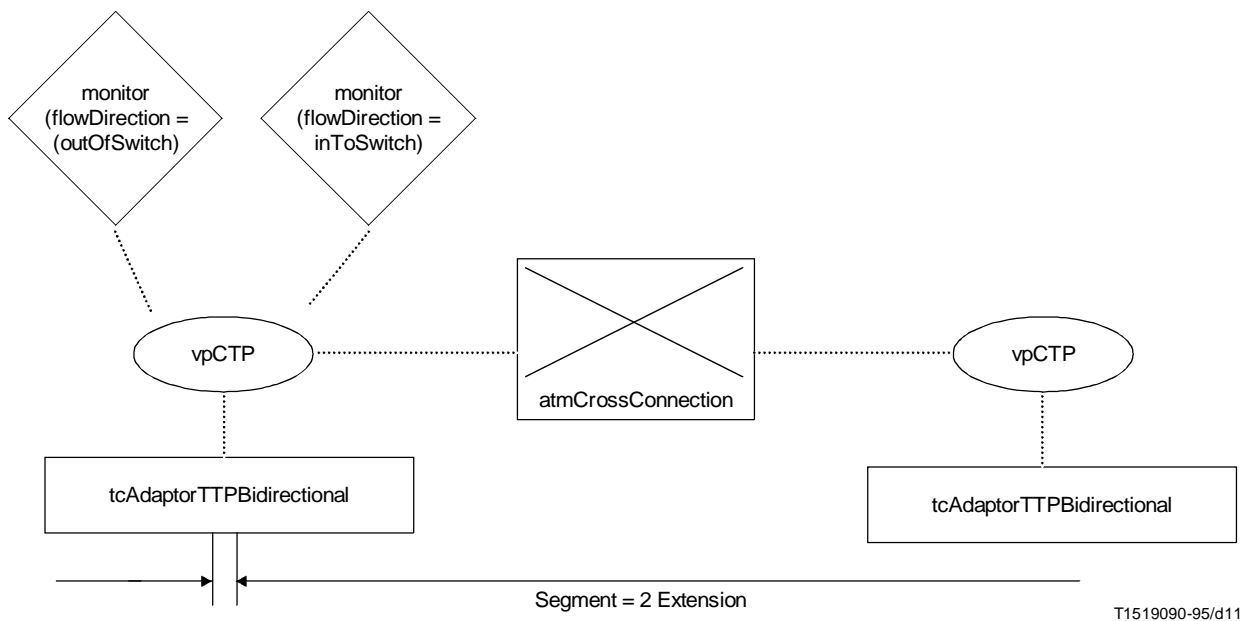 monitor
(flowDirection =
(outOfSwitch)
monitor
(flowDirection =
inToSwitch)
vpCTP
atmCrossConnection
vpCTP
tcAdaptorTTPBidirectional
tcAdaptorTTPBidirectional
Segment = 2 Extension
T1519090-95/d11